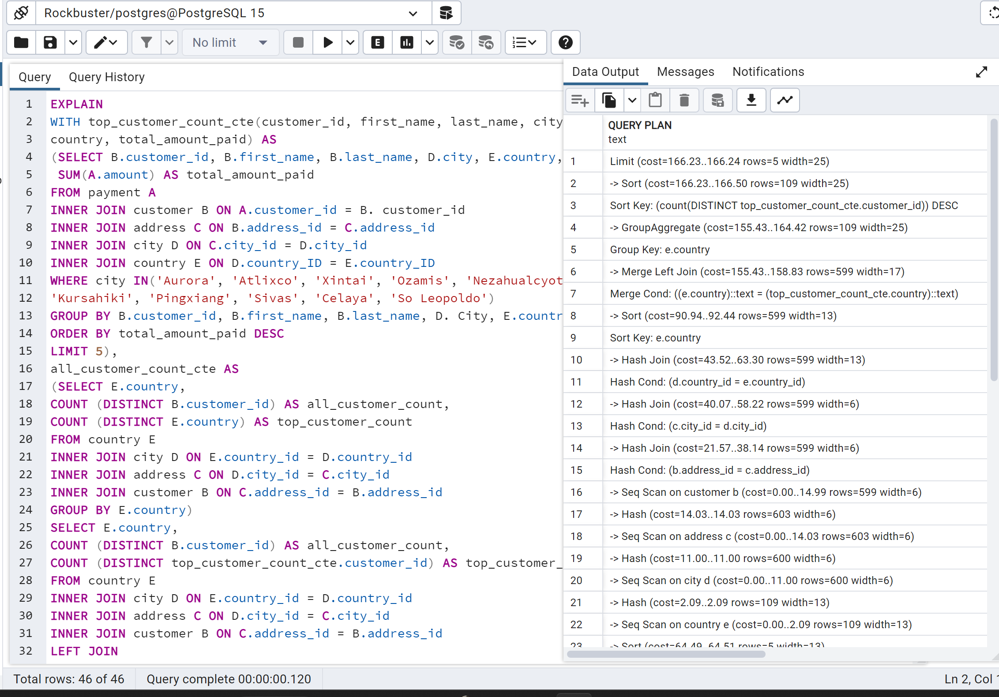 Rockbuster/postgres@PostgreSQL 15
No limit
E
Query
Query History
1 EXPLAIN
2 WITH top_customer_count_cte(customer_id, first_name, last_name, city
3 country, total_amount_paid) AS
4 (SELECT B.customer_id, B.first_name, B.last_name, D.city, E.country,
5 SUM(A.amount) AS total_amount_paid
6 FROM payment A
7 INNER JOIN customer B ON A.customer_id = B. customer_id
8 INNER JOIN address C ON B.address_id = C.address_id
9 INNER JOIN city D ON C.city_id = D.city_id
10 INNER JOIN country E ON D.country_ID = E.country_ID
11 WHERE city IN('Aurora', 'Atlixco', 'Xintai', 'Ozamis', 'Nezahualcyot
12 'Kursahiki', 'Pingxiang', 'Sivas', 'Celaya', 'So Leopoldo')
13 GROUP BY B.customer_id, B.first_name, B.last_name, D. City, E.countr
14 ORDER BY total_amount_paid DESC
15 LIMIT 5),
16 all_customer_count_cte AS
17 (SELECT E.country,
18 COUNT (DISTINCT B.customer_id) AS all_customer_count,
19 COUNT (DISTINCT E.country) AS top_customer_count
20 FROM country E
21 INNER JOIN city D ON E.country_id = D.country_id
22 INNER JOIN address C ON D.city_id = C.city_id
23 INNER JOIN customer B ON C.address_id = B.address_id
24 GROUP BY E.country)
25 SELECT E.country,
26 COUNT (DISTINCT B.customer_id) AS all_customer_count,
27 COUNT (DISTINCT top_customer_count_cte.customer_id) AS top_customer_
28 FROM country E
29 INNER JOIN city D ON E.country_id = D.country_id
30 INNER JOIN address C ON D.city_id = C.city_id
31 INNER JOIN customer B ON C.address_id = B.address_id
32 LEFT JOIN
Data Output
Messages
Notifications
QUERY PLAN
text
1 Limit (cost=166.23..166.24 rows=5 width=25)
2 -> Sort (cost=166.23..166.50 rows=109 width=25)
3 Sort Key: (count(DISTINCT top_customer_count_cte.customer_id)) DESC
4 -> GroupAggregate (cost=155.43..164.42 rows=109 width=25)
5 Group Key: e.country
6 -> Merge Left Join (cost=155.43..158.83 rows=599 width=17)
7 Merge Cond: ((e.country)::text = (top_customer_count_cte.country)::text)
8 -> Sort (cost=90.94..92.44 rows=599 width=13)
9 Sort Key: e.country
10 -> Hash Join (cost=43.52..63.30 rows=599 width=13)
11 Hash Cond: (d.country_id = e.country_id)
12 -> Hash Join (cost=40.07..58.22 rows=599 width=6)
13 Hash Cond: (c.city_id = d.city_id)
14 -> Hash Join (cost=21.57..38.14 rows=599 width=6)
15 Hash Cond: (b.address_id = c.address_id)
16 -> Seq Scan on customer b (cost=0.00..14.99 rows=599 width=6)
17 -> Hash (cost=14.03..14.03 rows=603 width=6)
18 -> Seq Scan on address c (cost=0.00..14.03 rows=603 width=6)
19 -> Hash (cost=11.00..11.00 rows=600 width=6)
20 -> Seq Scan on city d (cost=0.00..11.00 rows=600 width=6)
21 -> Hash (cost=2.09..2.09 rows=109 width=13)
22 -> Seq Scan on country e (cost=0.00..2.09 rows=109 width=13)
23 -> Sort (cost=64.49..64.51 rows=5 width=13)
Total rows: 46 of 46
Query complete 00:00:00.120
Ln 2, Col